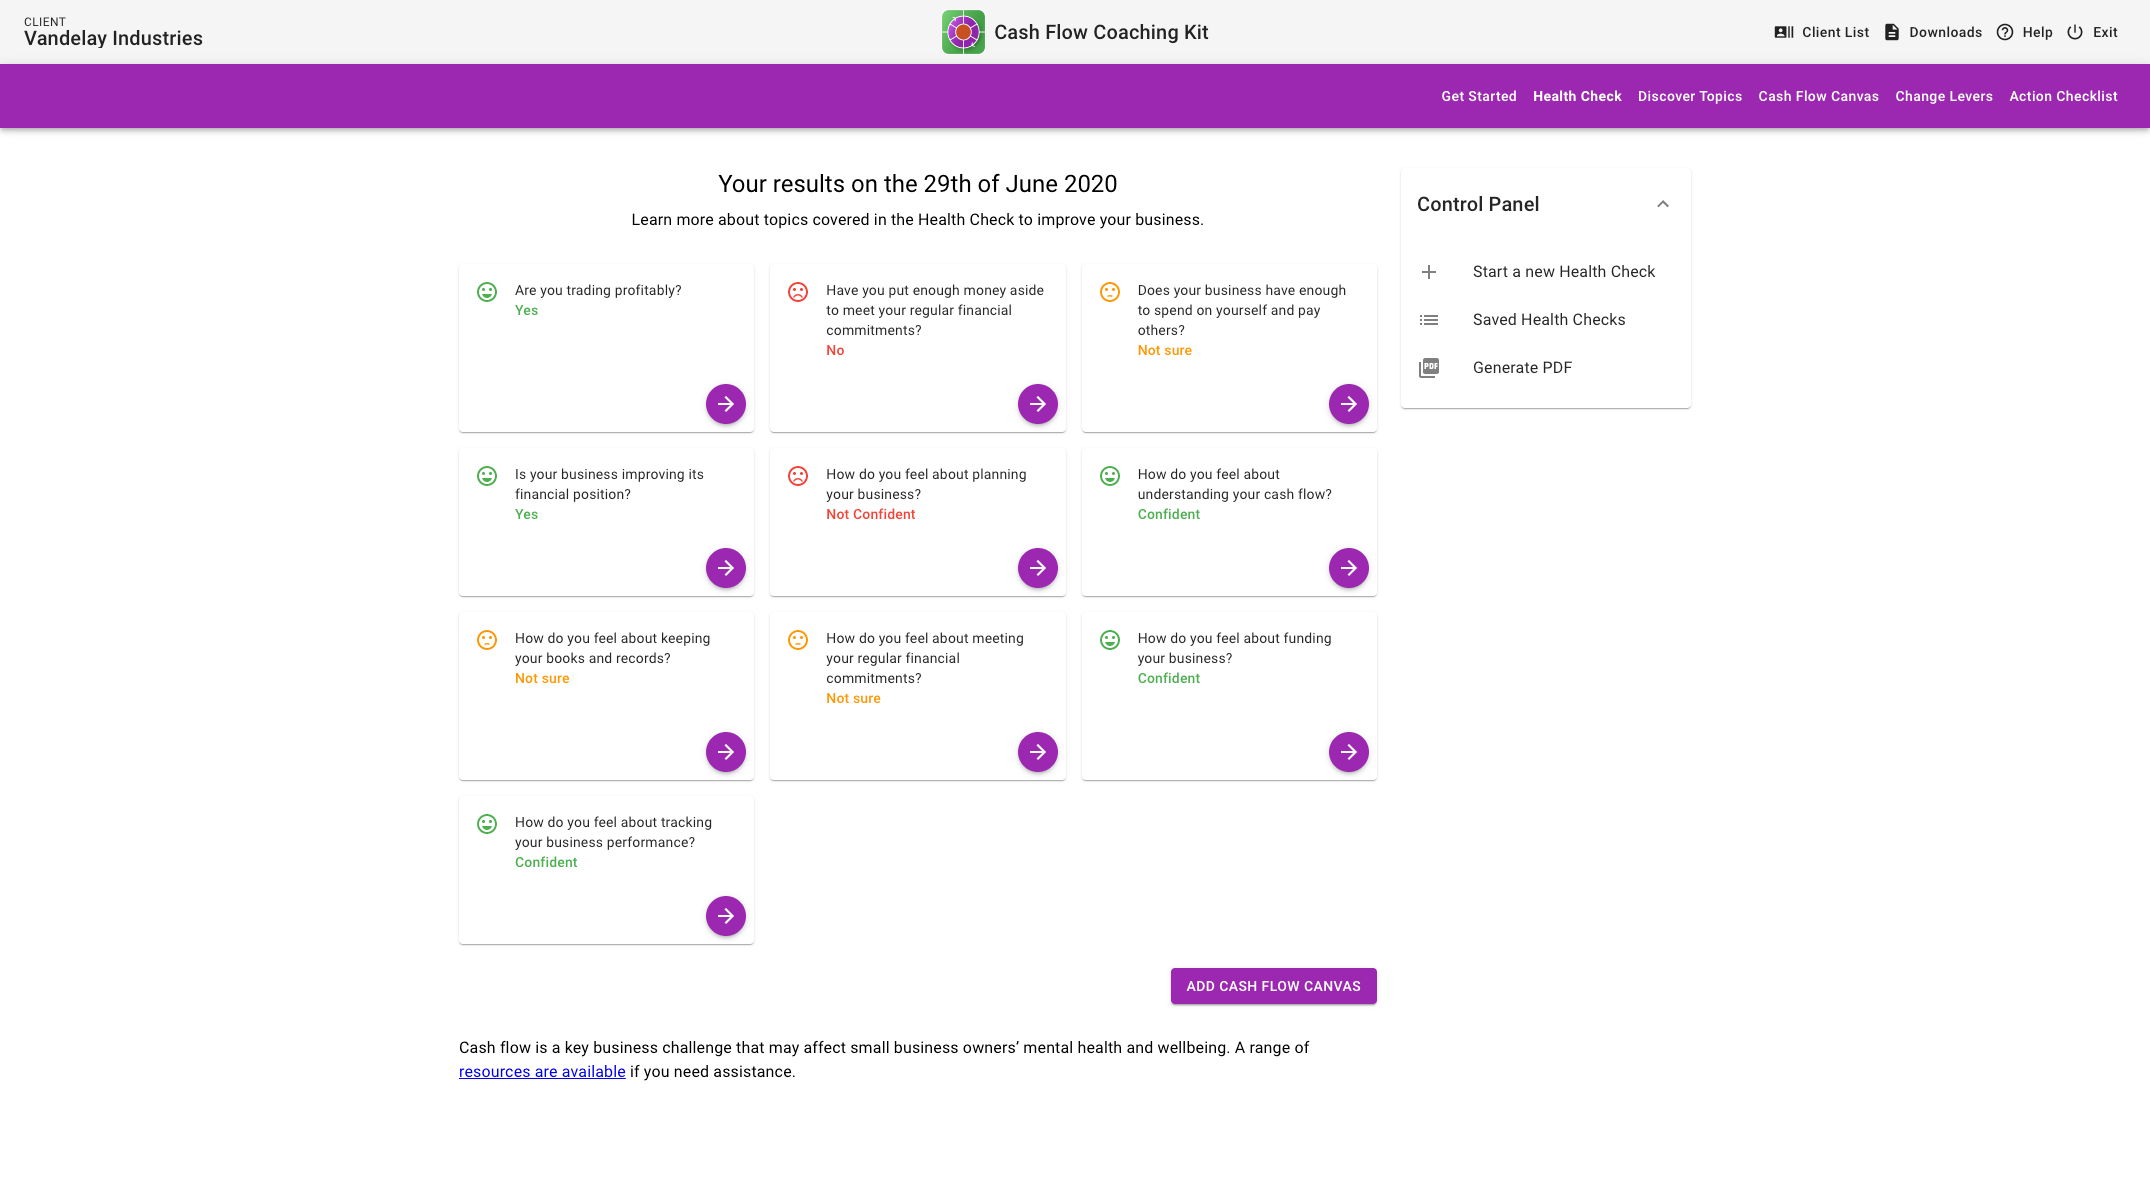 CLIENT
Vandelay Industries
Cash Flow Coaching Kit
Client List
Downloads
Help
Exit
Get Started
Health Check
Discover Topics
Cash Flow Canvas
Change Levers
Action Checklist
Your results on the 29th of June 2020
Learn more about topics covered in the Health Check to improve your business.
Are you trading profitably?
Yes
Have you put enough money aside
to meet your regular financial
commitments?
No
Does your business have enough
to spend on yourself and pay
others?
Not sure
Is your business improving its
financial position?
Yes
How do you feel about planning
your business?
Not Confident
How do you feel about
understanding your cash flow?
Confident
How do you feel about keeping
your books and records?
Not sure
How do you feel about meeting
your regular financial
commitments?
Not sure
How do you feel about funding
your business?
Confident
How do you feel about tracking
your business performance?
Confident
ADD CASH FLOW CANVAS
Cash flow is a key business challenge that may affect small business owners’ mental health and wellbeing. A range of
resources are available if you need assistance.
Control Panel
Start a new Health Check
Saved Health Checks
PDF
Generate PDF